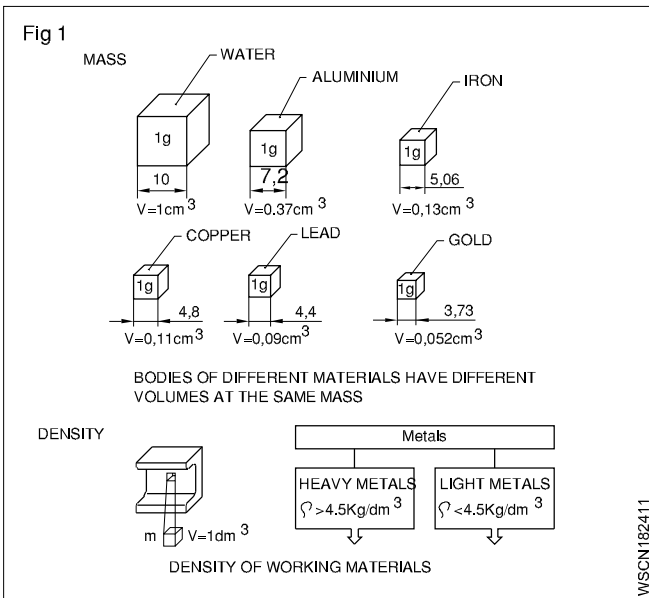 Fig 1
MASS
WATER
ALUMINIUM
IRON
1g
1g
1g
10
7,2
5,06
V=1cm 3
V=0.37cm 3
V=0,13cm 3
COPPER
LEAD
GOLD
1g
1g
1g
4,8
4,4
3,73
V=0,11cm 3
V=0,09cm 3
V=0,052cm 3
BODIES OF DIFFERENT MATERIALS HAVE DIFFERENT
VOLUMES AT THE SAME MASS
DENSITY
Metals
HEAVY METALS
ρ>4.5Kg/dm 3
LIGHT METALS
ρ<4.5Kg/dm 3
m V=1dm 3
DENSITY OF WORKING MATERIALS
WSCN182411